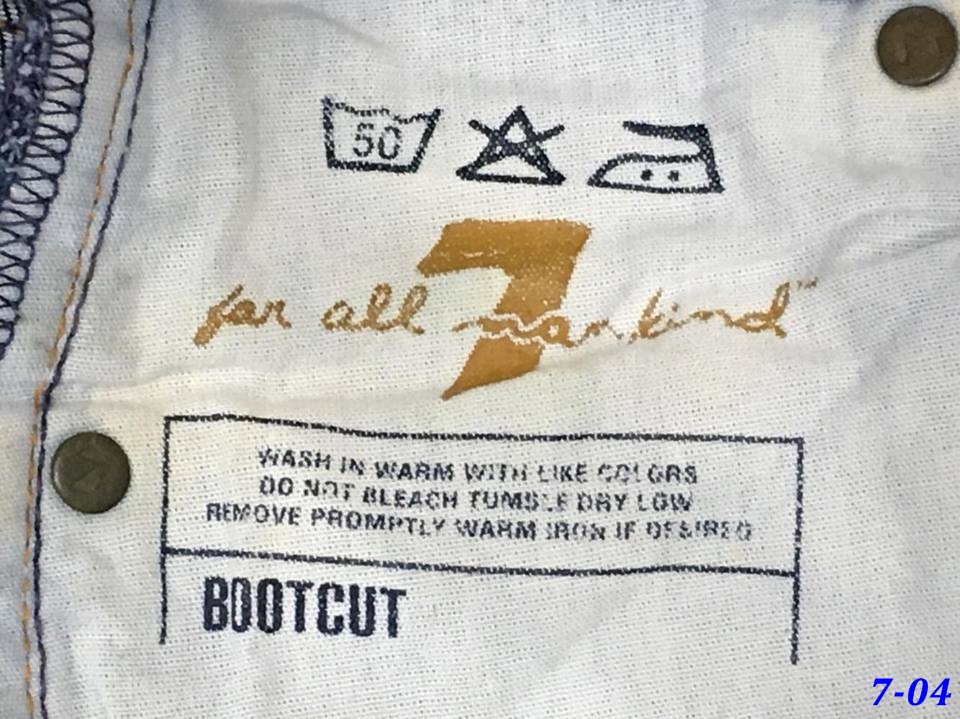 50
7
for all mankind
WASH IN WARM WITH LIKE COLORS
DO NOT BLEACH TUMBLE DRY LOW
REMOVE PROMPTLY WARM IRON IF DESIRED
BOOTCUT
7-04